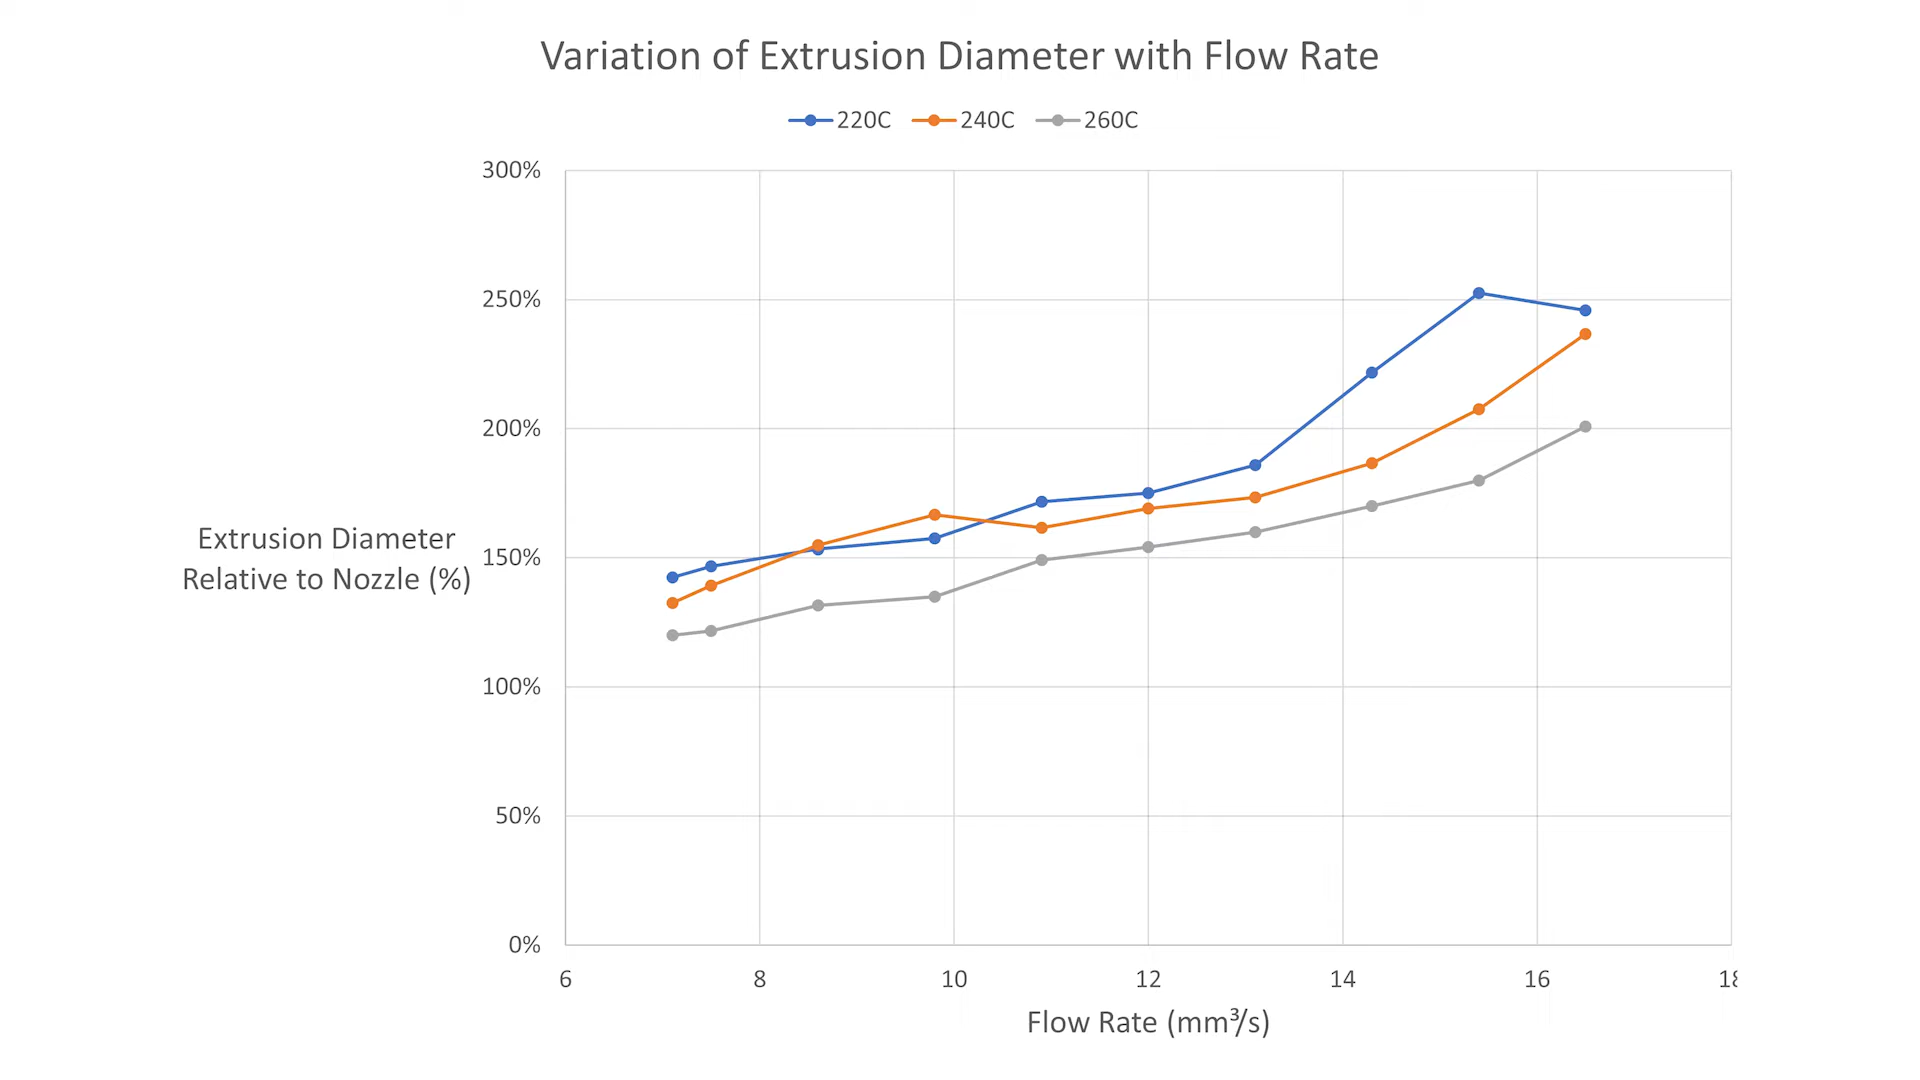 Variation of Extrusion Diameter with Flow Rate
220C 240C 260C
300%
250%
200%
150%
100%
50%
0%
Extrusion Diameter
Relative to Nozzle (%)
6 8 10 12 14 16 18
Flow Rate (mm³/s)